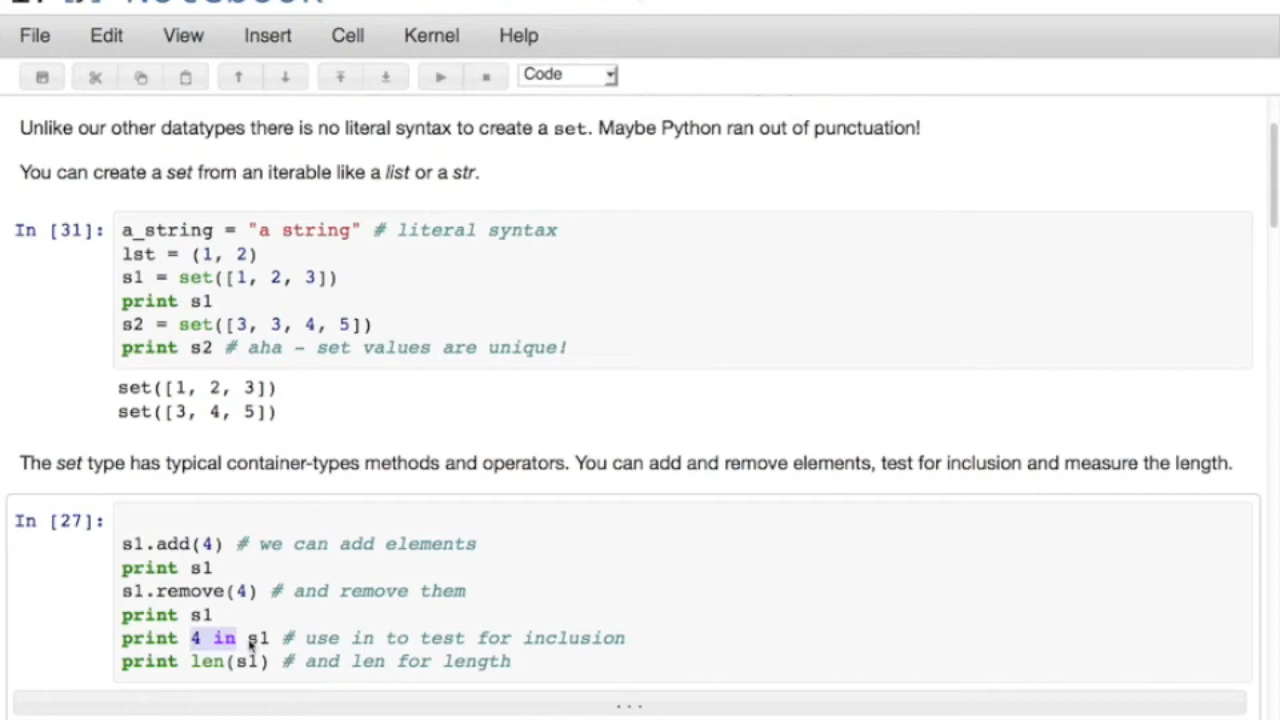 File Edit View Insert Cell Kernel Help
Code
Unlike our other datatypes there is no literal syntax to create a set. Maybe Python ran out of punctuation!
You can create a set from an iterable like a list or a str.
In [31]: a_string = "a string" # literal syntax
lst = (1, 2)
s1 = set([1, 2, 3])
print s1
s2 = set([3, 3, 4, 5])
print s2 # aha - set values are unique!
set([1, 2, 3])
set([3, 4, 5])
The set type has typical container-types methods and operators. You can add and remove elements, test for inclusion and measure the length.
In [27]:
s1.add(4) # we can add elements
print s1
s1.remove(4) # and remove them
print s1
print 4 in s1 # use in to test for inclusion
print len(s1) # and len for length
...